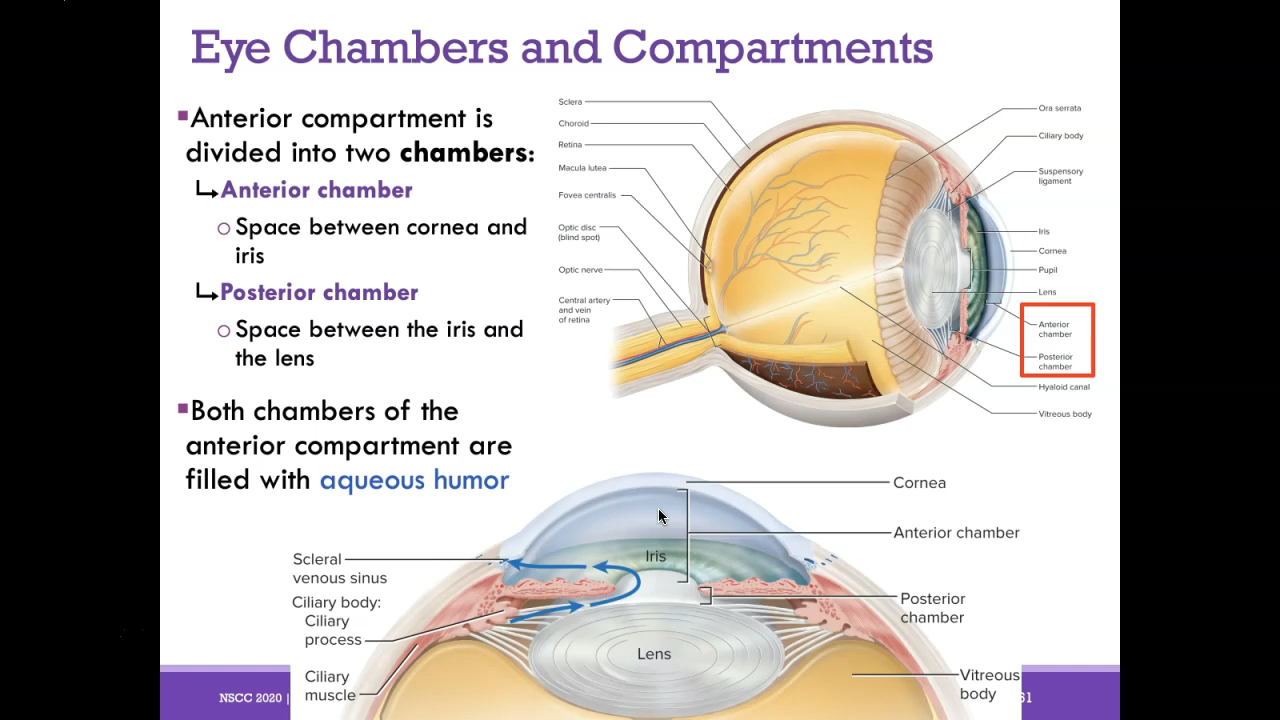 Eye Chambers and Compartments
Anterior compartment is
divided into two chambers:
Anterior chamber
Space between cornea and
iris
Posterior chamber
Space between the iris and
the lens
Both chambers of the
anterior compartment are
filled with aqueous humor
Sclera
Choroid
Retina
Macula lutea
Fovea centralis
Optic disc
(blind spot)
Optic nerve
Central artery
and vein
of retina
Ora serrata
Ciliary body
Suspensory
ligament
Iris
Cornea
Pupil
Lens
Anterior
chamber
Posterior
chamber
Hyaloid canal
Vitreous body
Scleral
venous sinus
Ciliary body:
Ciliary
process
Ciliary
muscle
Iris
Lens
Cornea
Anterior chamber
Posterior
chamber
Vitreous
body
NSCC 2020 |